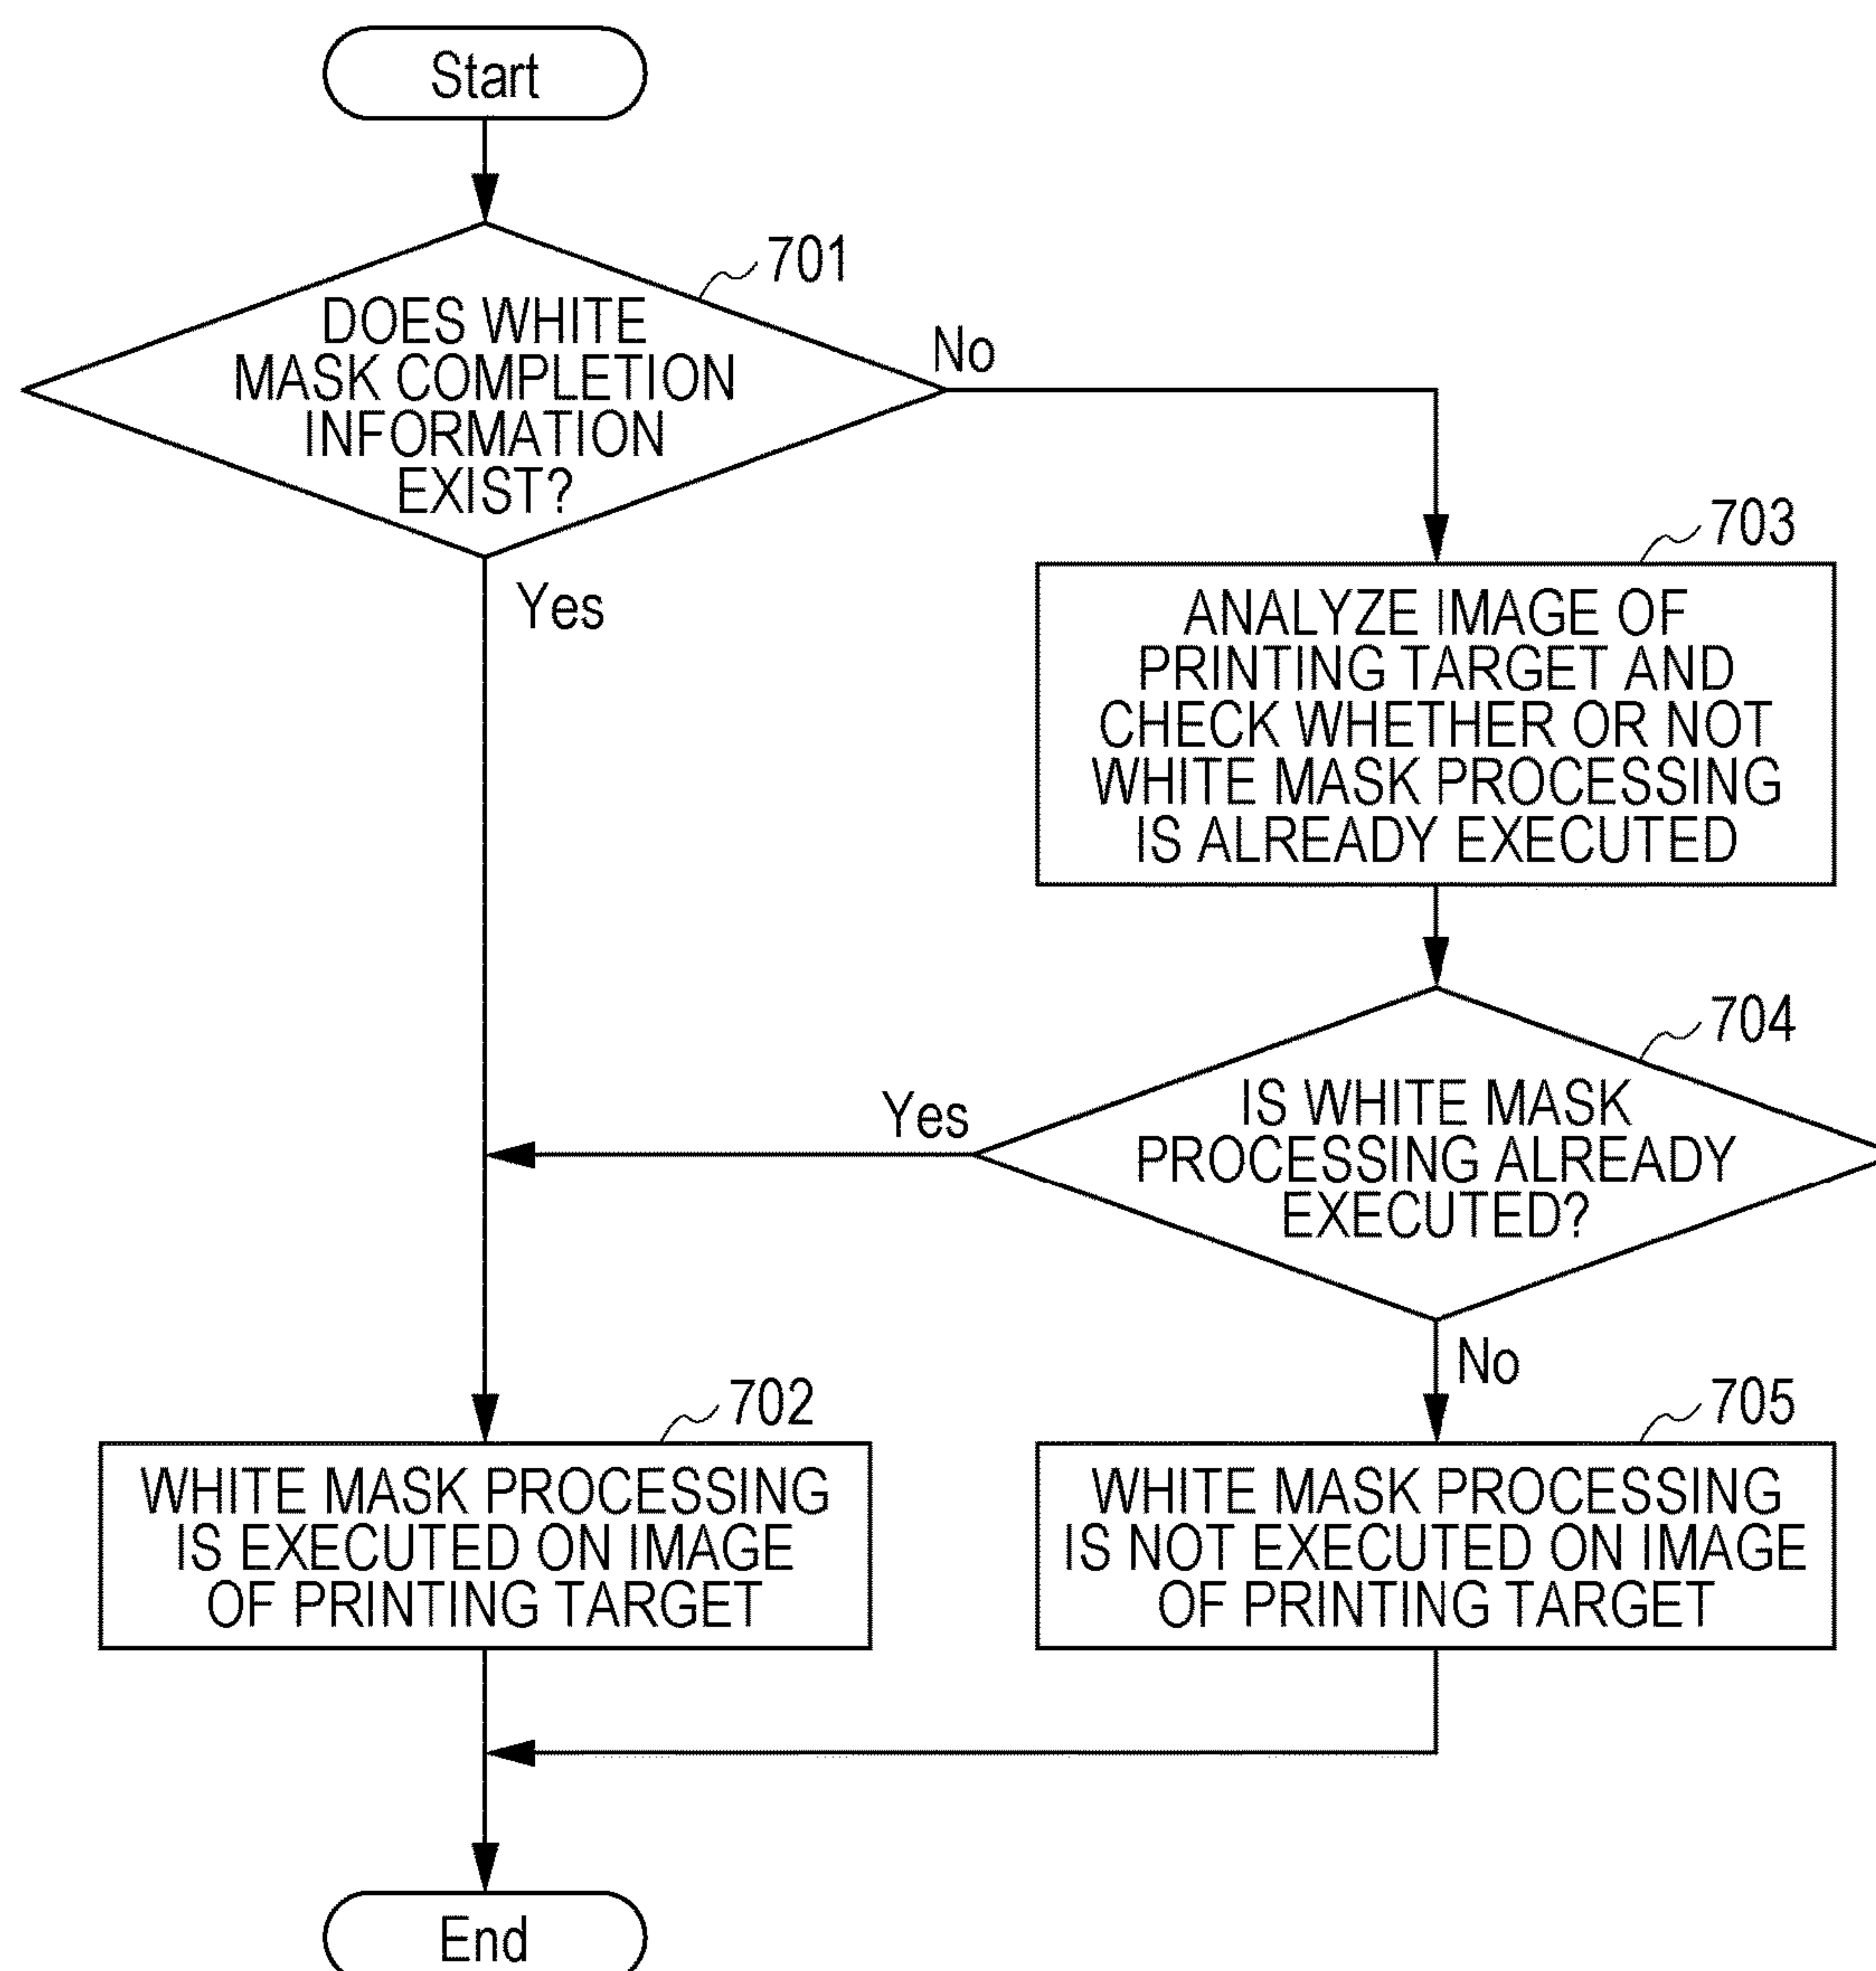 Start
701
DOES WHITE
MASK COMPLETION
INFORMATION
EXIST?
No
Yes
703
ANALYZE IMAGE OF
PRINTING TARGET AND
CHECK WHETHER OR NOT
WHITE MASK PROCESSING
IS ALREADY EXECUTED
704
IS WHITE MASK
PROCESSING ALREADY
EXECUTED?
Yes
No
702
WHITE MASK PROCESSING
IS EXECUTED ON IMAGE
OF PRINTING TARGET
705
WHITE MASK PROCESSING
IS NOT EXECUTED ON IMAGE
OF PRINTING TARGET
End